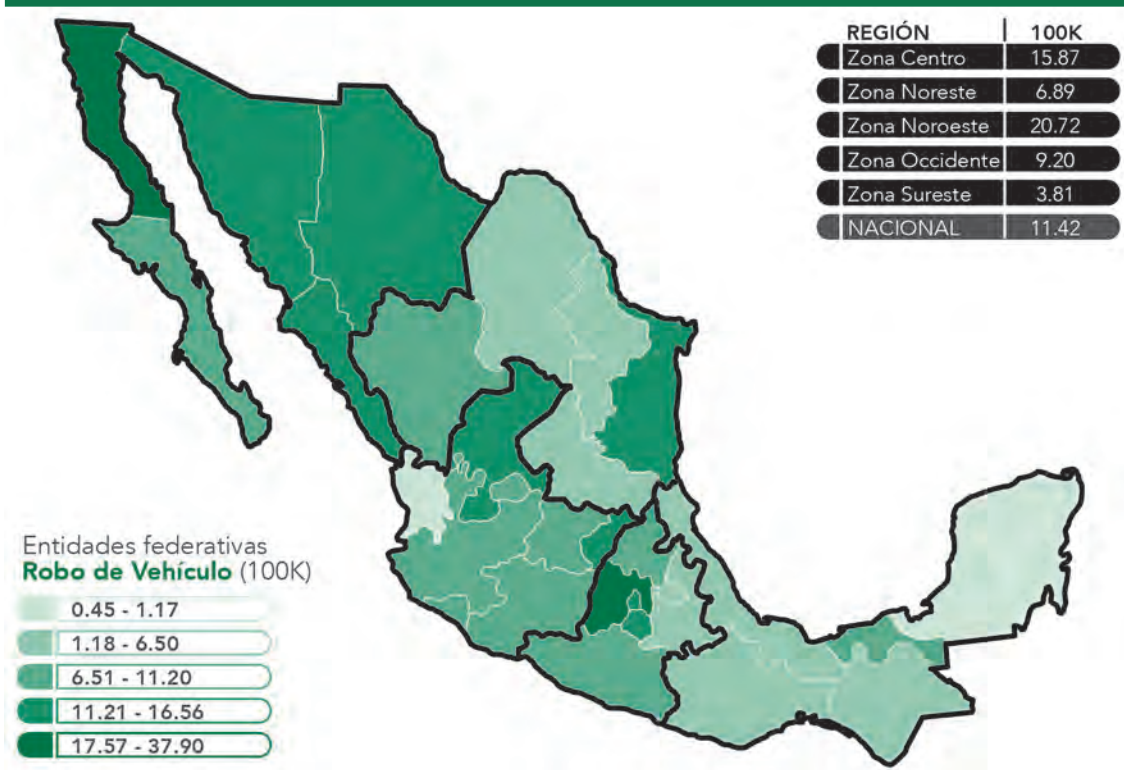 REGIÓN 100K
Zona Centro 15.87
Zona Noreste 6.89
Zona Noroeste 20.72
Zona Occidente 9.20
Zona Sureste 3.81
NACIONAL 11.42
Entidades federativas
Robo de Vehículo (100K)
0.45 - 1.17
1.18 - 6.50
6.51 - 11.20
11.21 - 16.56
17.57 - 37.90